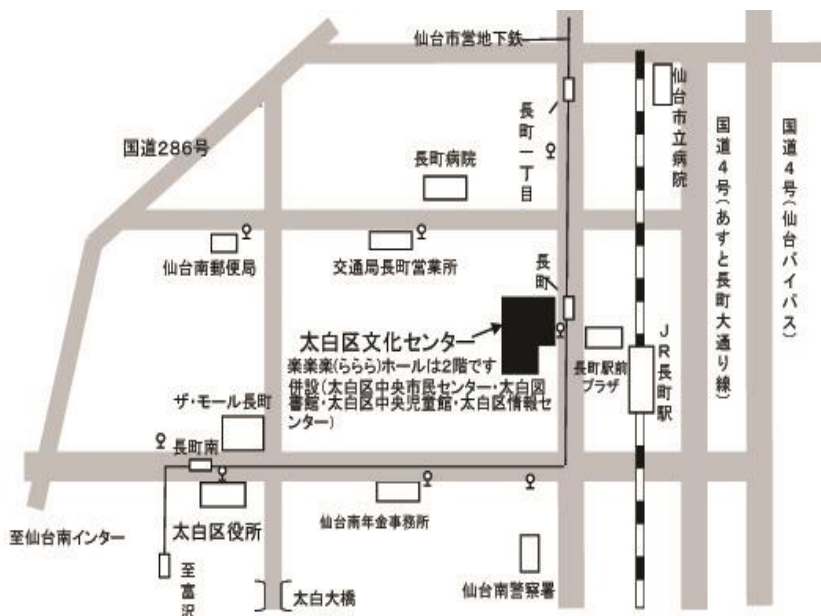 仙台市営地下鉄
国道286号
長町一丁目
長町病院
仙台市立病院
国道4号(あすと長町大通り線)
国道4号(仙台バイパス)
仙台南郵便局
交通局長町営業所
長町
太白区文化センター
楽楽楽(ららら)ホールは2階です
併設(太白区中央市民センター・太白図
書館・太白区中央児童館・太白区情報セ
ンター)
長町駅前
プラザ
JR長町駅
ザ・モール長町
長町南
太白区役所
仙台南年金事務所
至仙台南インター
仙台南警察署
至富沢
太白大橋